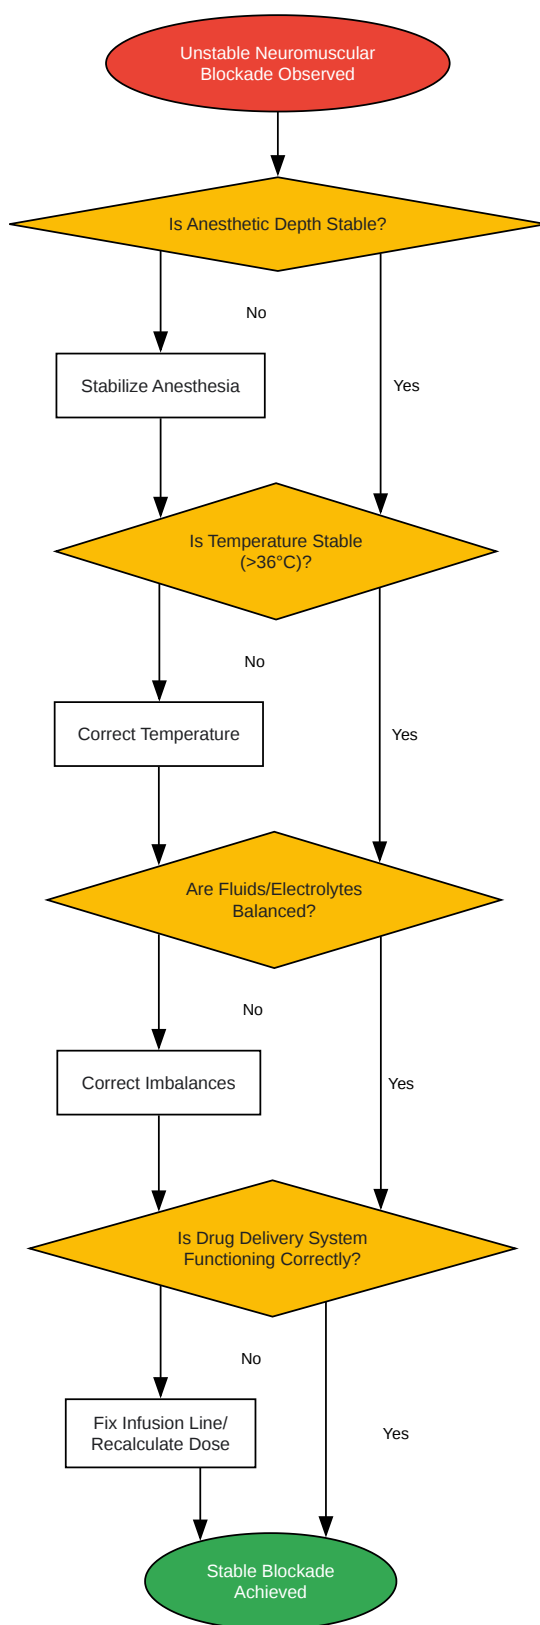 Unstable Neuromuscular
Blockade Observed
Is Anesthetic Depth Stable?
No
Stabilize Anesthesia
Yes
Is Temperature Stable
(>36°C)?
No
Correct Temperature
Yes
Are Fluids/Electrolytes
Balanced?
No
Correct Imbalances
Yes
Is Drug Delivery System
Functioning Correctly?
No
Fix Infusion Line/
Recalculate Dose
Yes
Stable Blockade
Achieved